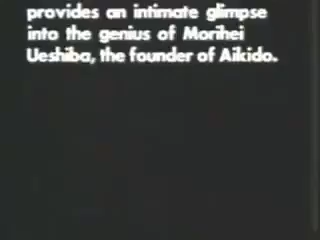 provides an intimate glimpse
into the genius of Morihei
Ueshiba, the founder of Aikido.